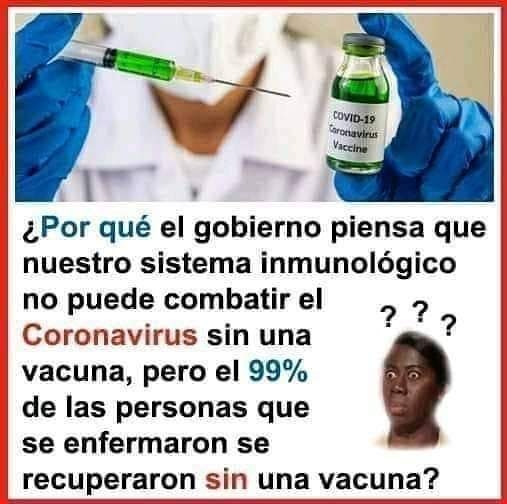 COVID-19
Coronavirus
Vaccine
¿Por qué el gobierno piensa que
nuestro sistema inmunológico
no puede combatir el
Coronavirus sin una
vacuna, pero el 99%
de las personas que
se enfermaron se
recuperaron sin una vacuna?
? ? ?